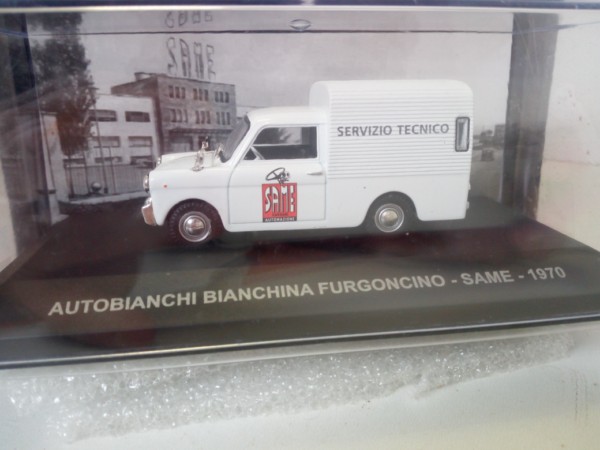 SAME
SERVIZIO TECNICO
SAME
AUTOBIANCHI BIANCHINA FURGONCINO - SAME - 1970